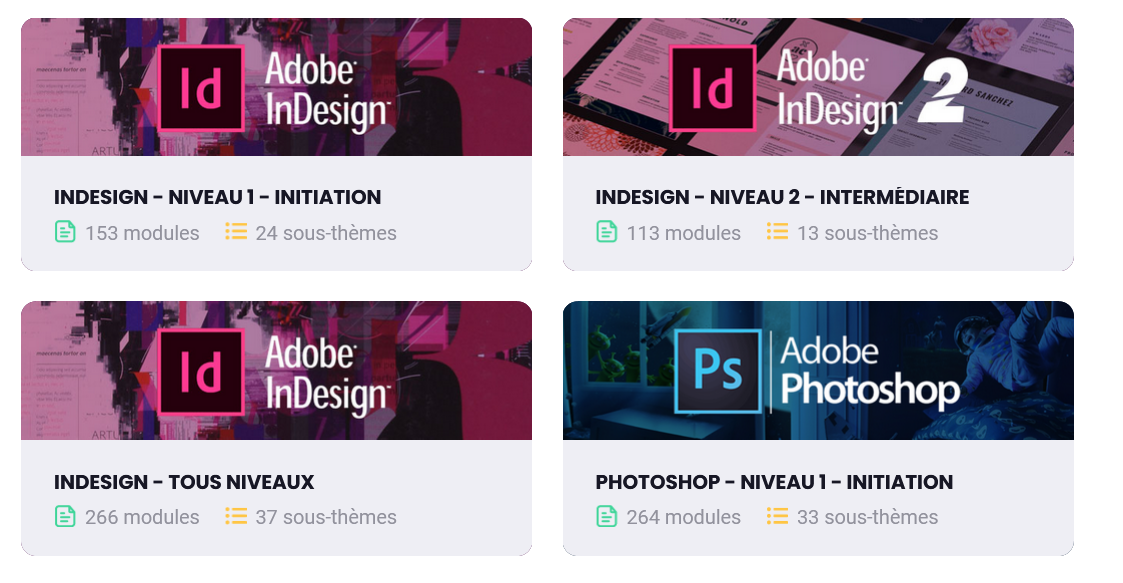 Id
Adobe
InDesign
INDESIGN - NIVEAU 1 - INITIATION
153 modules
24 sous-thèmes
Id
Adobe
InDesign
2
RD SANCHEZ
INDESIGN - NIVEAU 2 - INTERMÉDIAIRE
113 modules
13 sous-thèmes
Id
Adobe
InDesign
INDESIGN - TOUS NIVEAUX
266 modules
37 sous-thèmes
Ps
Adobe
Photoshop
PHOTOSHOP - NIVEAU 1 - INITIATION
264 modules
33 sous-thèmes